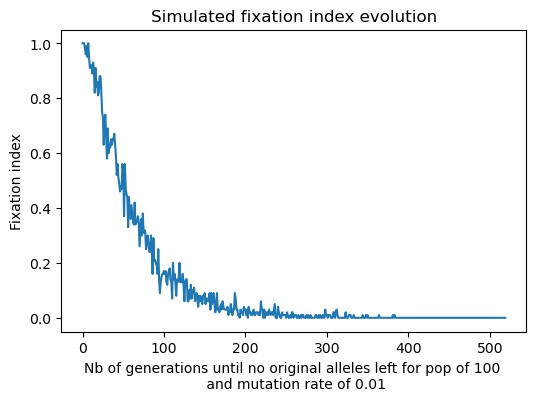 Simulated fixation index evolution
1.0
0.8
0.6
0.4
0.2
0.0
Fixation index
0 100 200 300 400 500
Nb of generations until no original alleles left for pop of 100
and mutation rate of 0.01